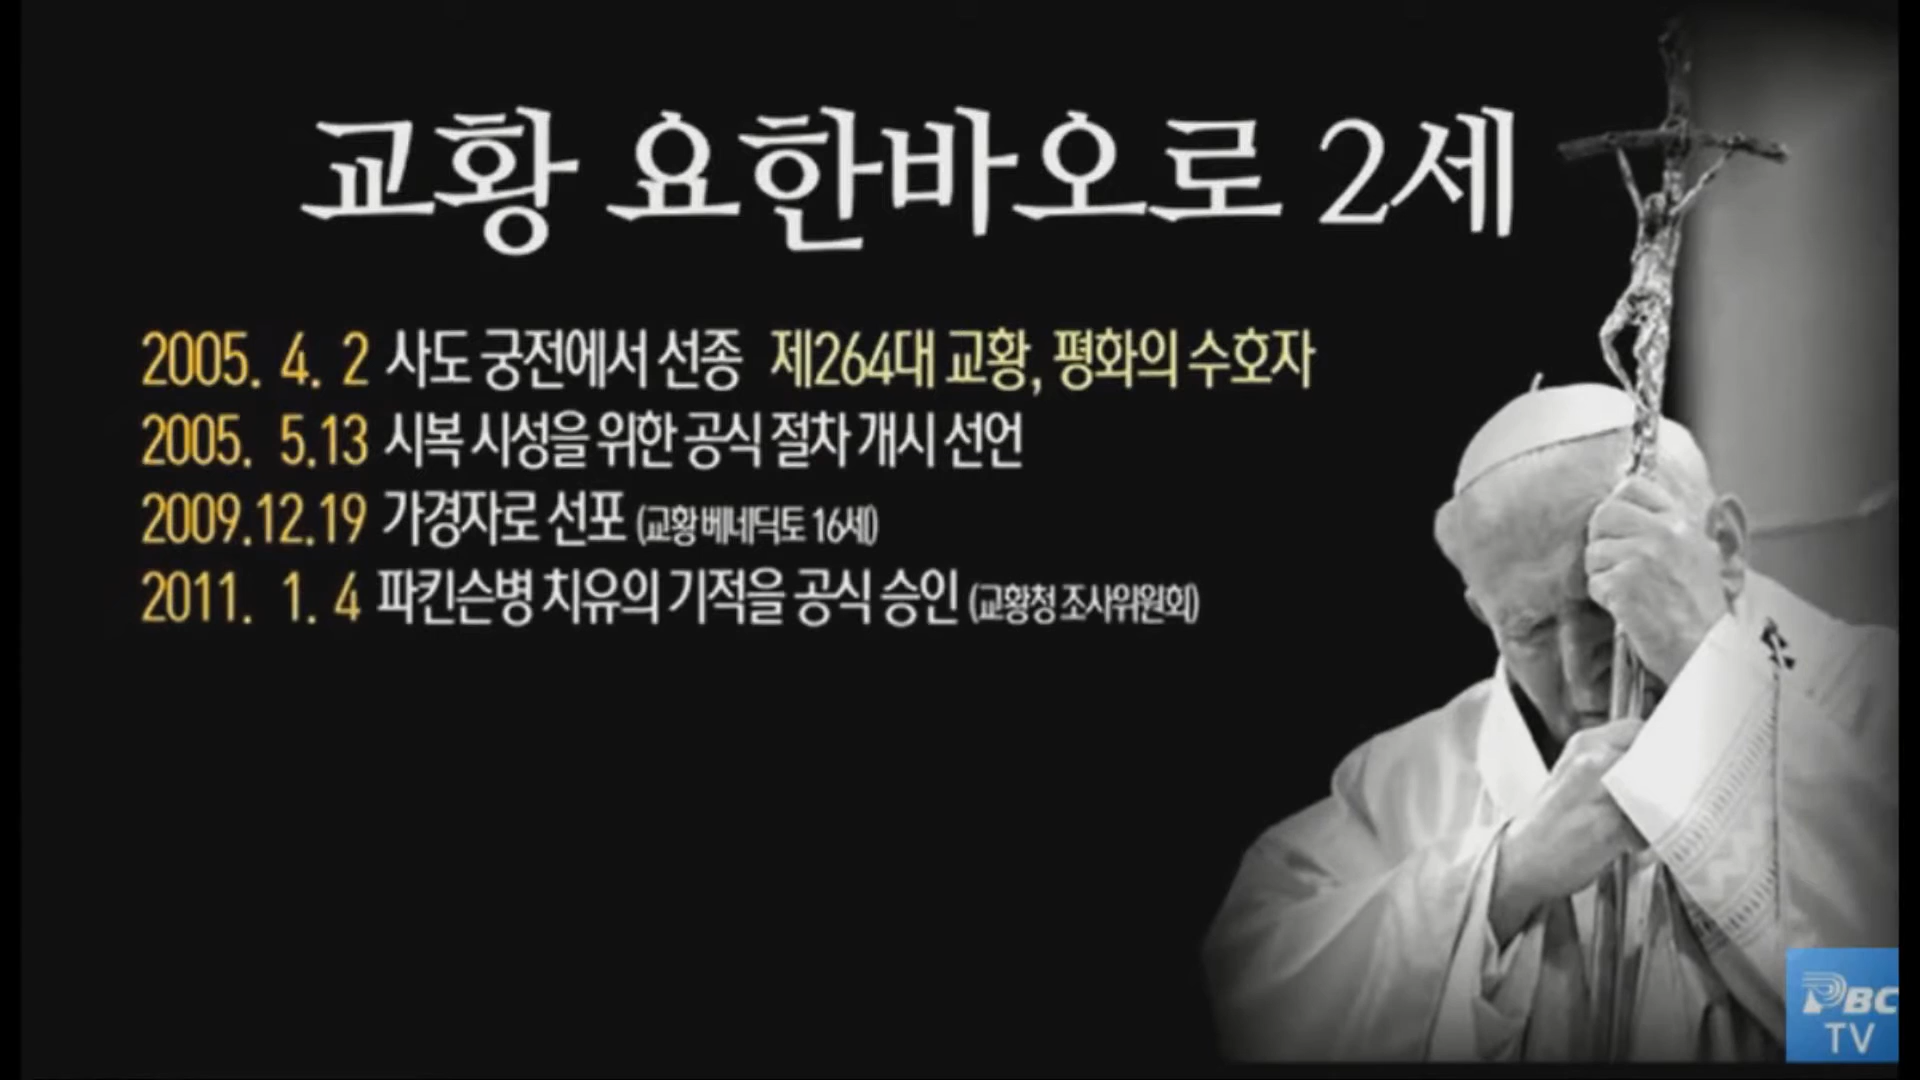 교황 요한바오로 2세
2005. 4. 2 사도 궁전에서 선종 제264대 교황, 평화의 수호자
2005. 5.13 시복 시성을 위한 공식 절차 개시 선언
2009.12.19 가경자로 선포 (교황 베네딕토 16세)
2011. 1. 4 파킨슨병 치유의 기적을 공식 승인 (교황청 조사위원회)
PBC
TV